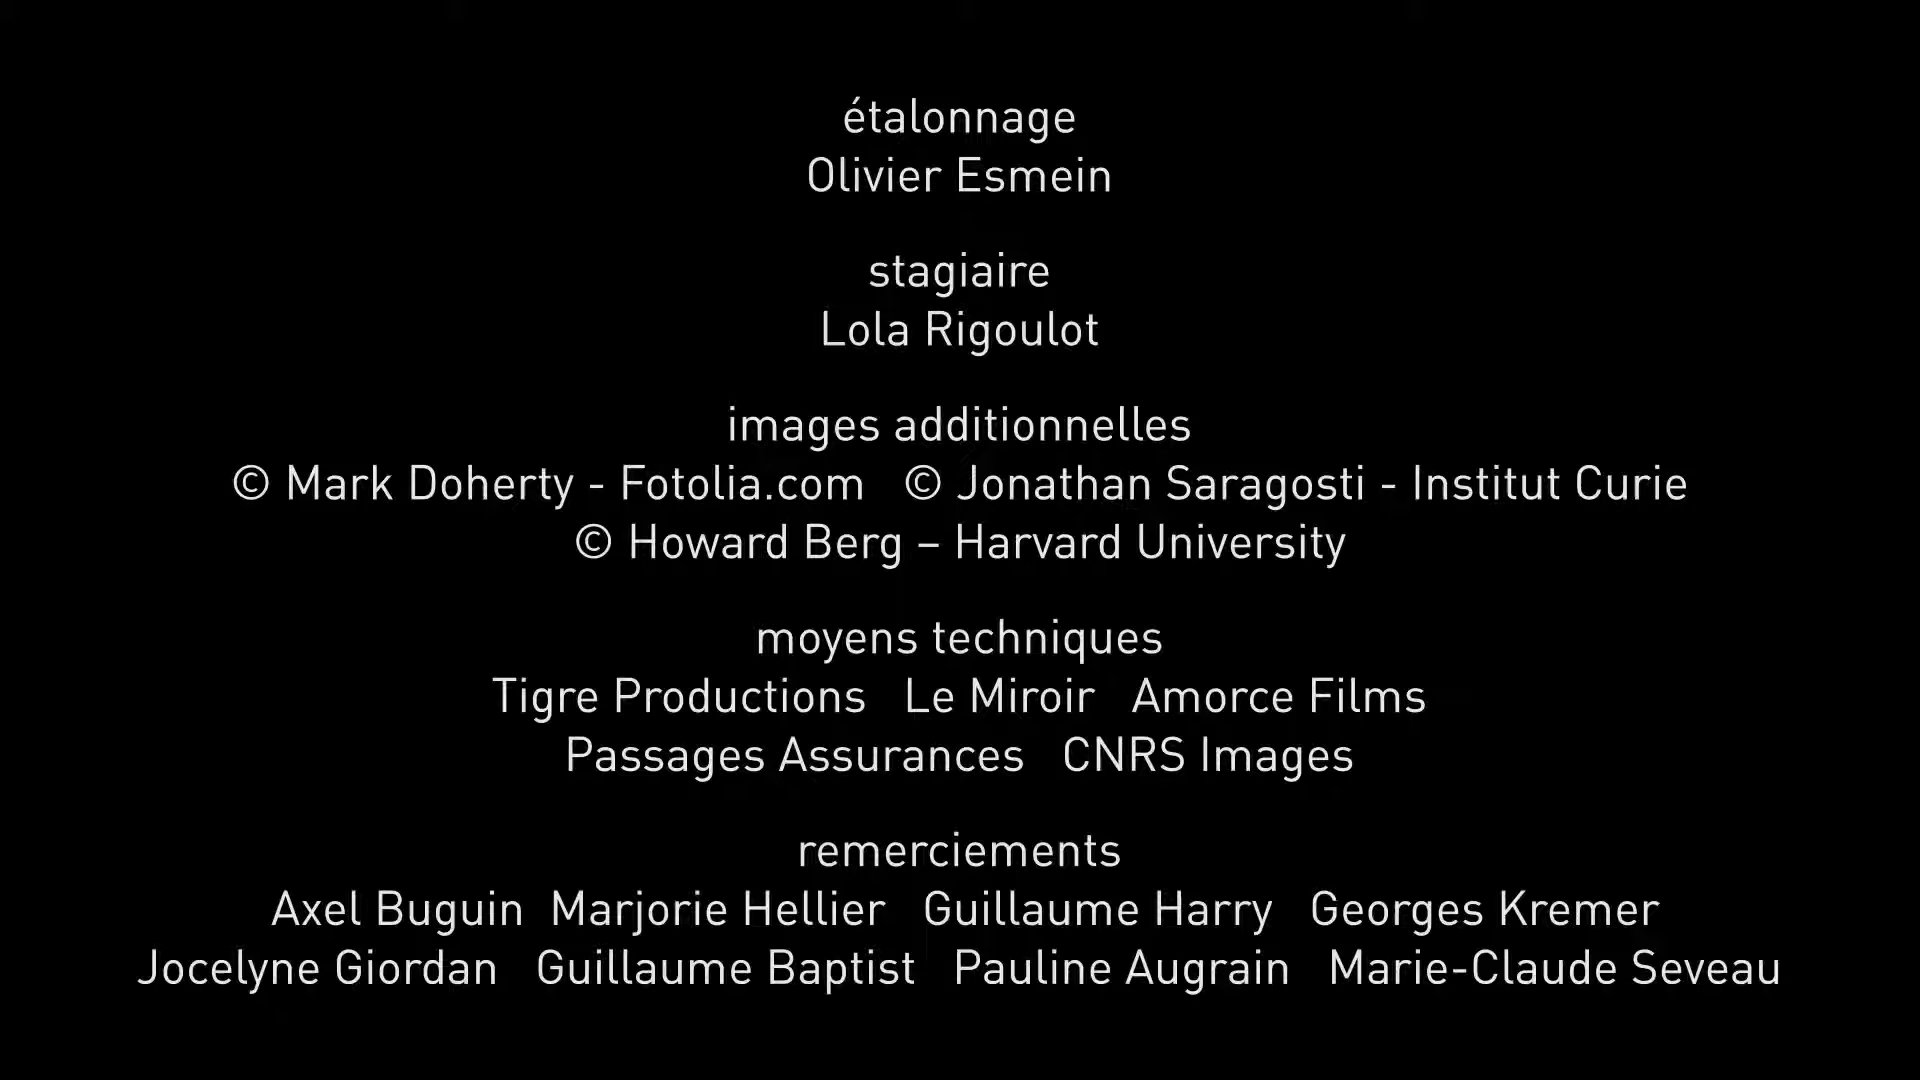 étalonnage
Olivier Esmein
stagiaire
Lola Rigoulot
images additionnelles
© Mark Doherty - Fotolia.com © Jonathan Saragosti - Institut Curie
© Howard Berg – Harvard University
moyens techniques
Tigre Productions Le Miroir Amorce Films
Passages Assurances CNRS Images
remerciements
Axel Buguin Marjorie Hellier Guillaume Harry Georges Kremer
Jocelyne Giordan Guillaume Baptist Pauline Augrain Marie-Claude Seveau